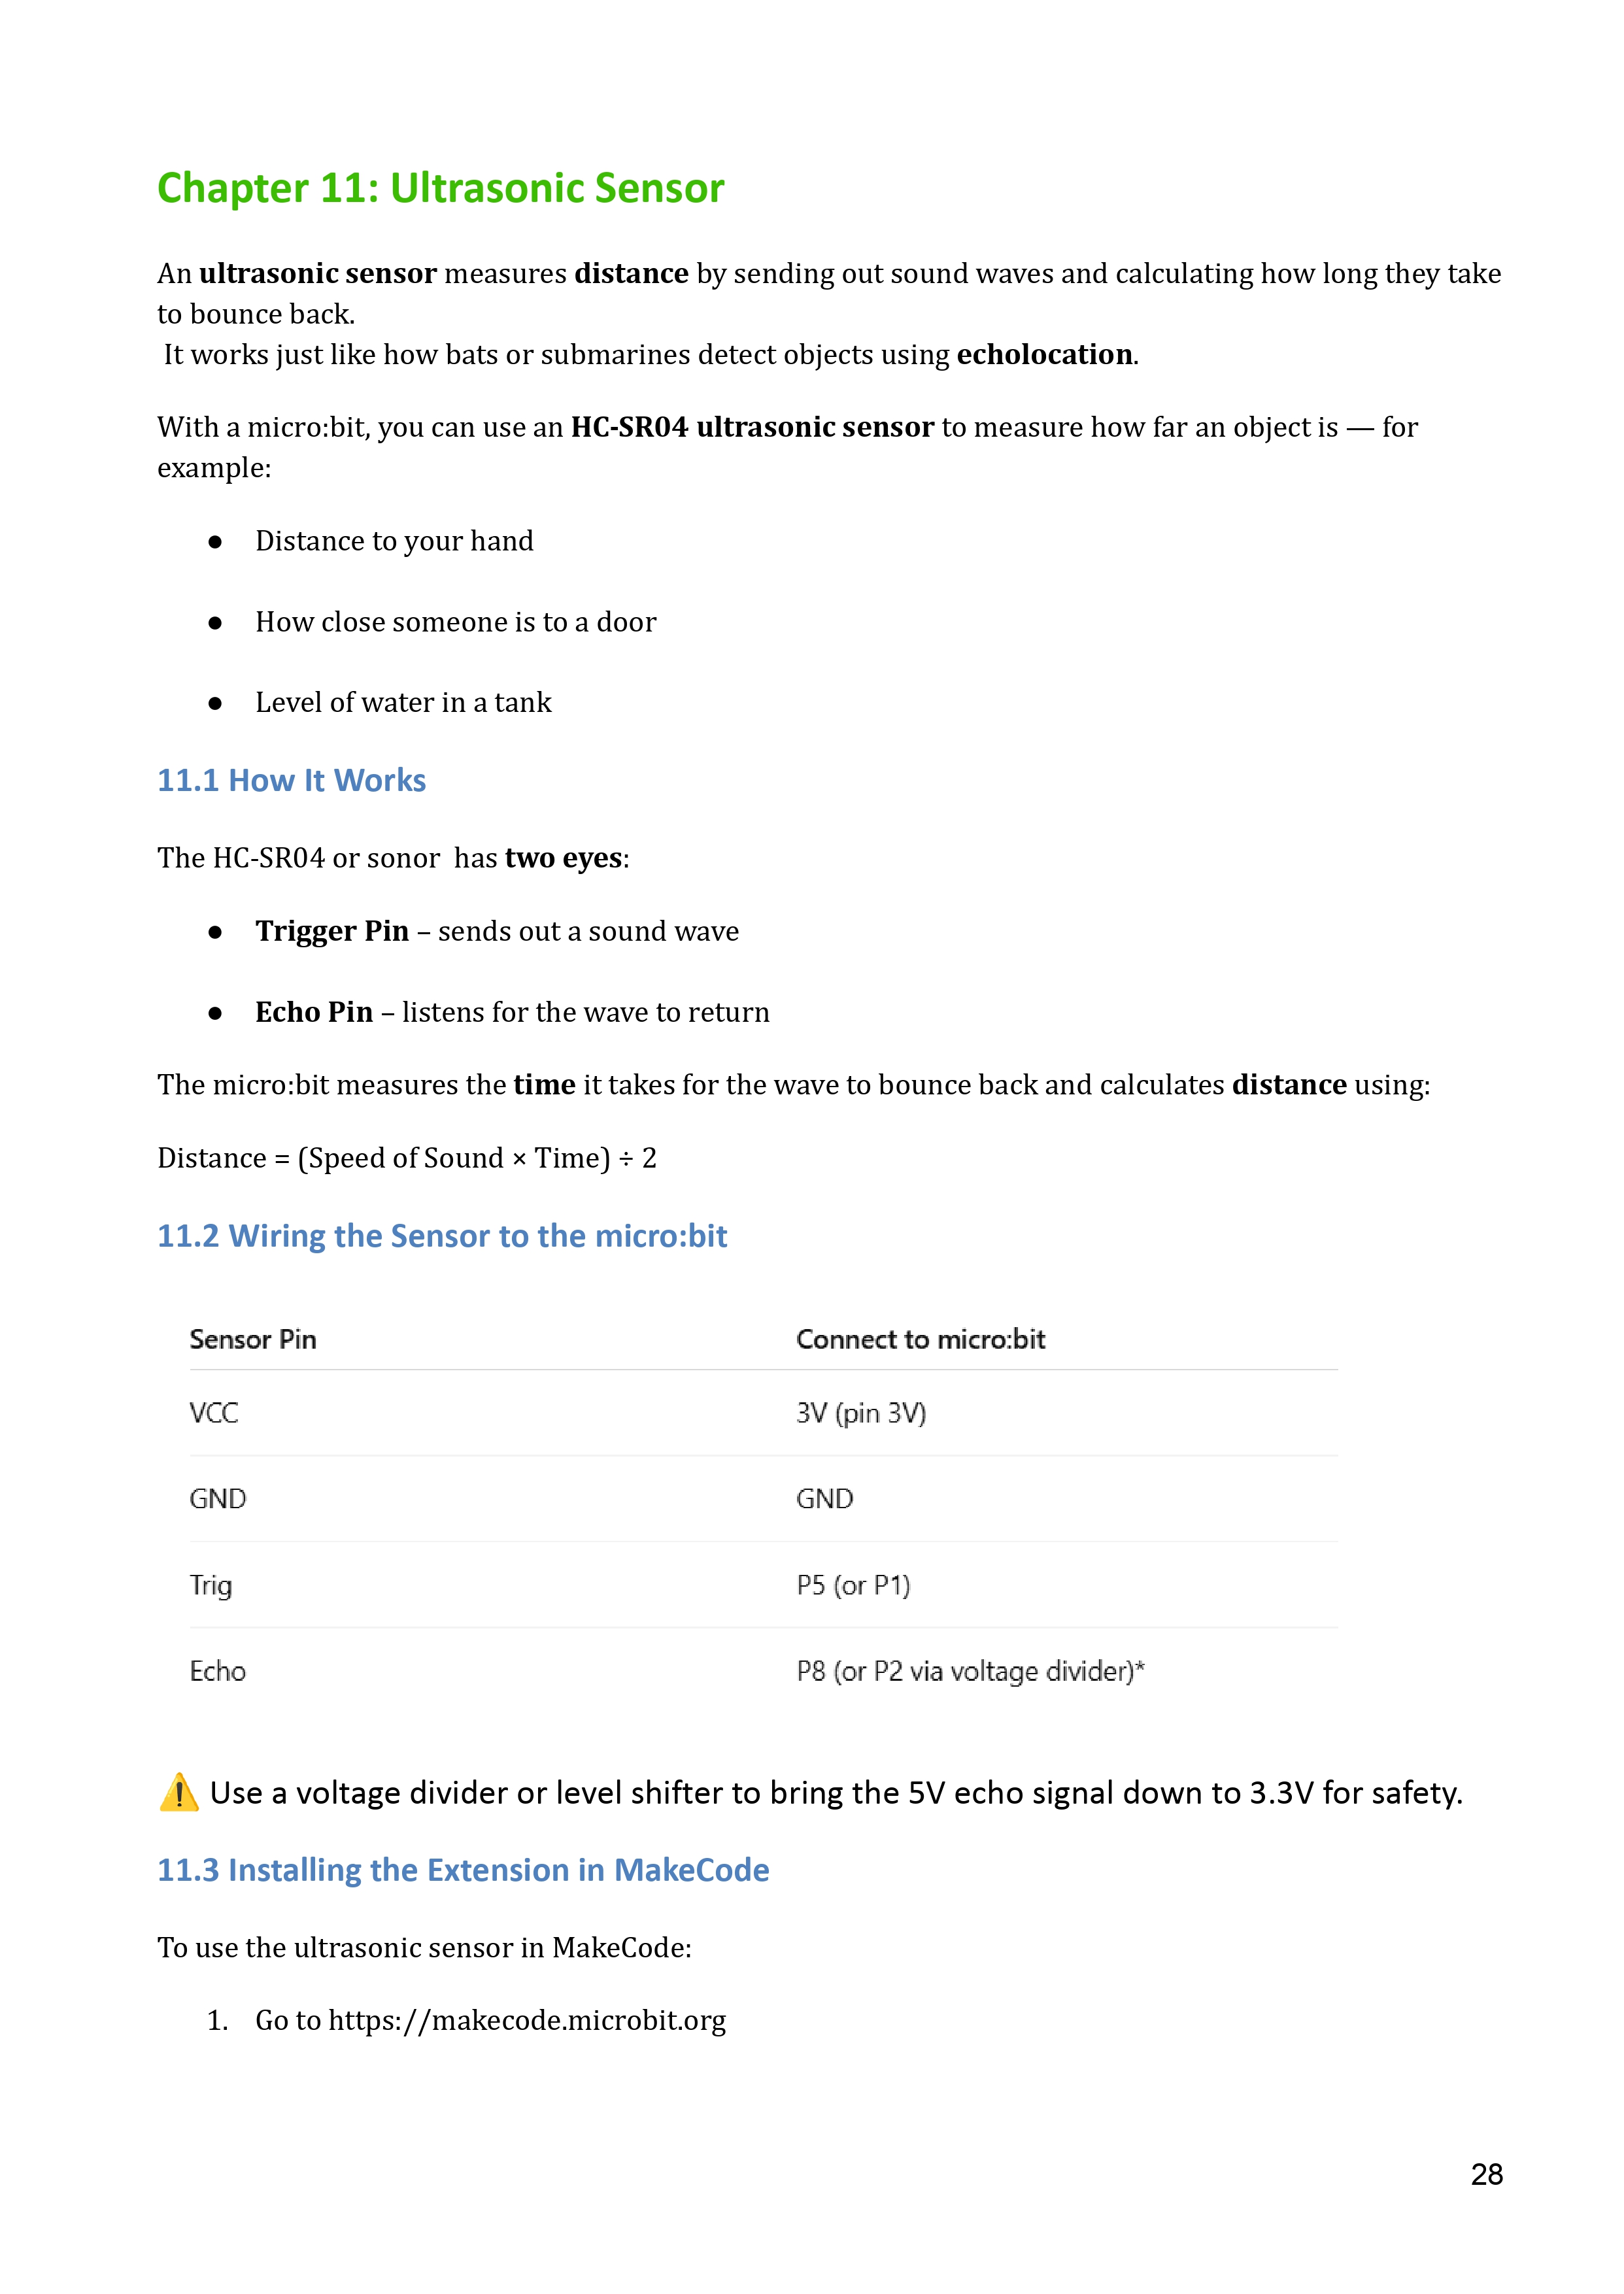 Chapter 11: Ultrasonic Sensor
An ultrasonic sensor measures distance by sending out sound waves and calculating how long they take
to bounce back.
It works just like how bats or submarines detect objects using echolocation.
With a micro:bit, you can use an HC-SR04 ultrasonic sensor to measure how far an object is — for
example:
● Distance to your hand
● How close someone is to a door
● Level of water in a tank
11.1 How It Works
The HC-SR04 or sonor  has two eyes:
● Trigger Pin – sends out a sound wave
● Echo Pin – listens for the wave to return
The micro:bit measures the time it takes for the wave to bounce back and calculates distance using:
Distance = (Speed of Sound × Time) ÷ 2
11.2 Wiring the Sensor to the micro:bit
Sensor Pin Connect to micro:bit
VCC 3V (pin 3V)
GND GND
Trig P5 (or P1)
Echo P8 (or P2 via voltage divider)*
⚠️ Use a voltage divider or level shifter to bring the 5V echo signal down to 3.3V for safety.
11.3 Installing the Extension in MakeCode
To use the ultrasonic sensor in MakeCode:
1. Go to https://makecode.microbit.org
28